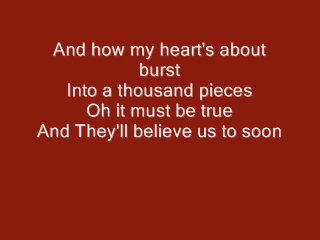 And how my heart's about
burst
Into a thousand pieces
Oh it must be true
And They'll believe us to soon